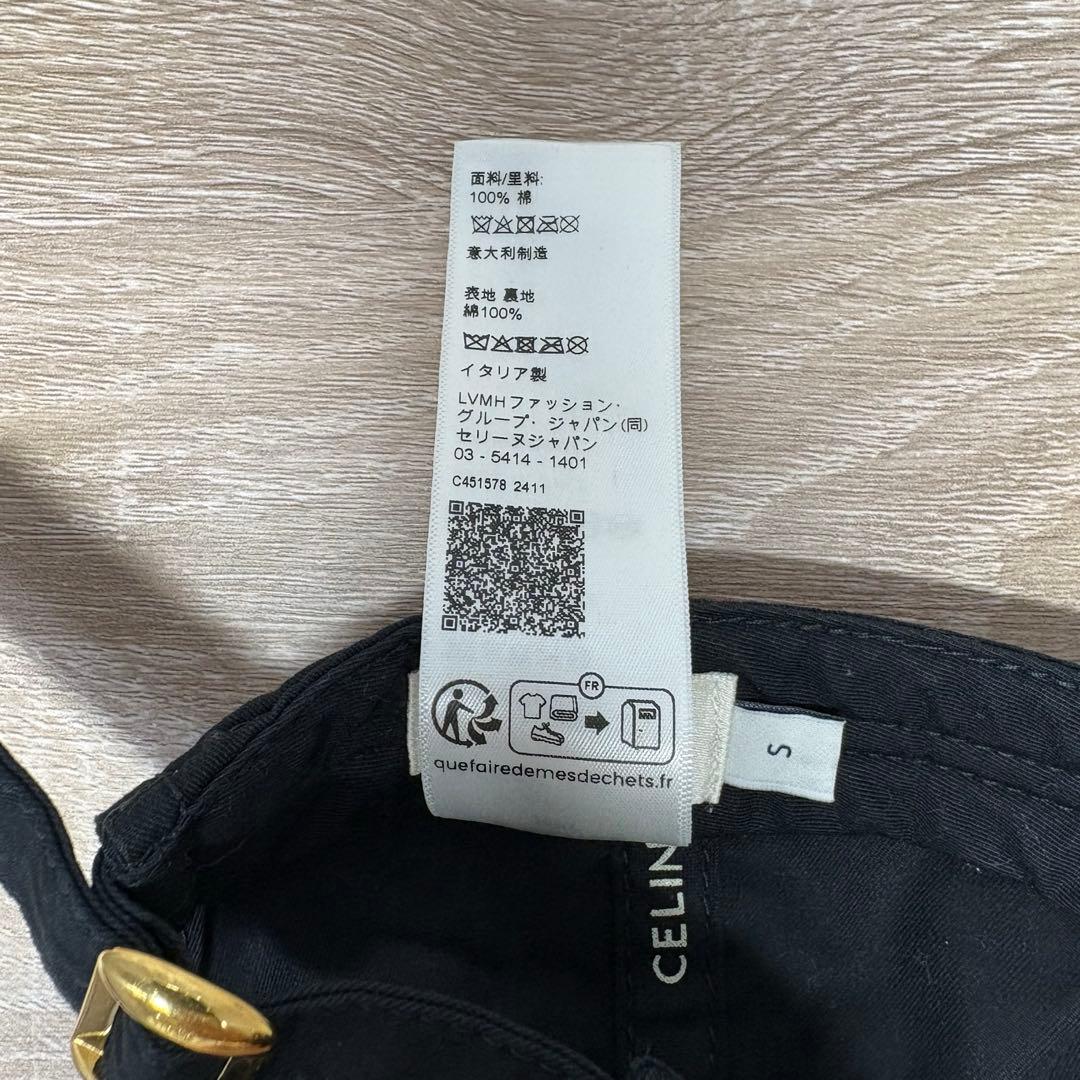 面料/里料:
100% 棉
意大利制造
表地 裏地
綿100%
イタリア製
LVMHファッション・
グループ・ジャパン(同)
セリーヌジャパン
03 - 5414 - 1401
C451578 2411
FR
quefairedemesdechets.fr
S
CELIN